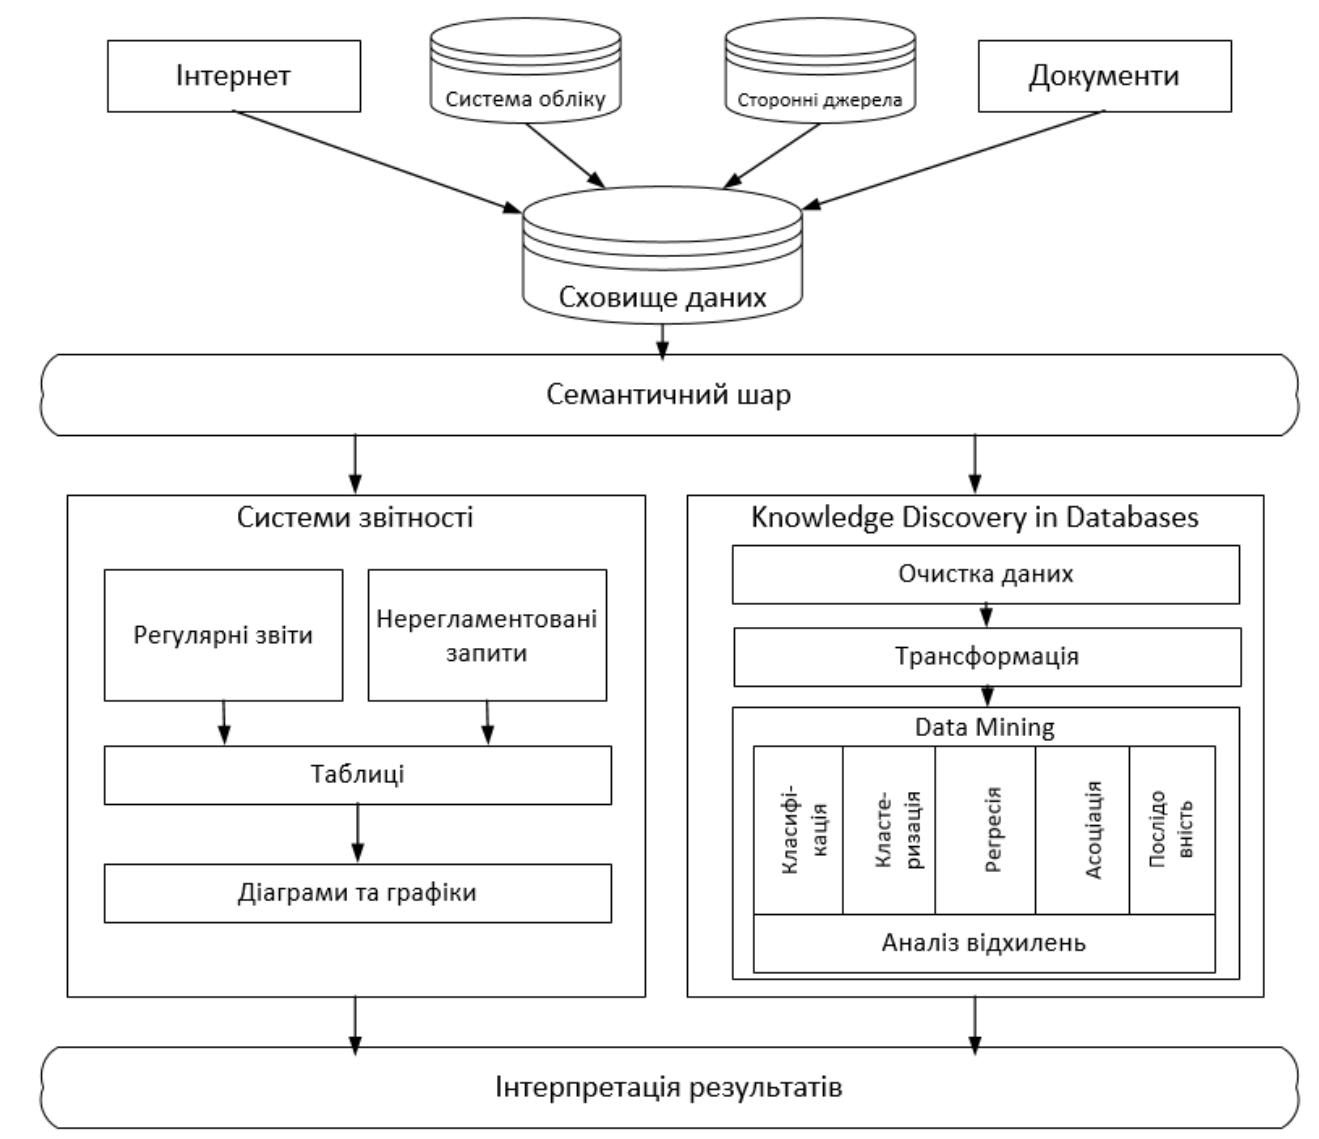 Інтернет
Система обліку
Сторонні джерела
Документи
Сховище даних
Семантичний шар
Системи звітності
Регулярні звіти
Нерегламентовані
запити
Таблиці
Діаграми та графіки
Knowledge Discovery in Databases
Очистка даних
Трансформація
Data Mining
Класифі-
кація
Класте-
ризація
Регресія
Асоціація
Послідо
вність
Аналіз відхилень
Інтерпретація результатів